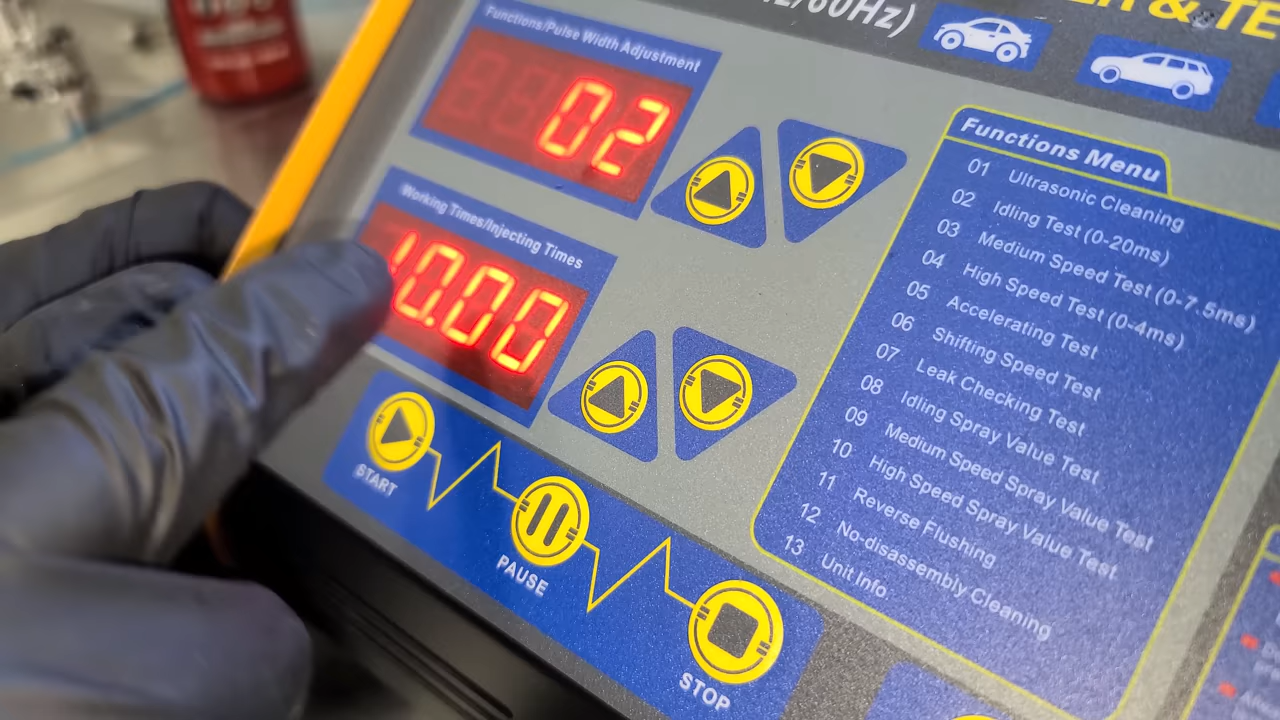 /60Hz)
& TE
Functions/Pulse Width Adjustment
02
Working Times/Injecting Times
10.00
START
PAUSE
STOP
Functions Menu
01 Ultrasonic Cleaning
02 Idling Test (0-20ms)
03 Medium Speed Test (0-7.5ms)
04 High Speed Test (0-4ms)
05 Accelerating Test
06 Shifting Speed Test
07 Leak Checking Test
08 Idling Spray Value Test
09 Medium Speed Spray Value Test
10 High Speed Spray Value Test
11 Reverse Flushing
12 No-disassembly Cleaning
13 Unit Info